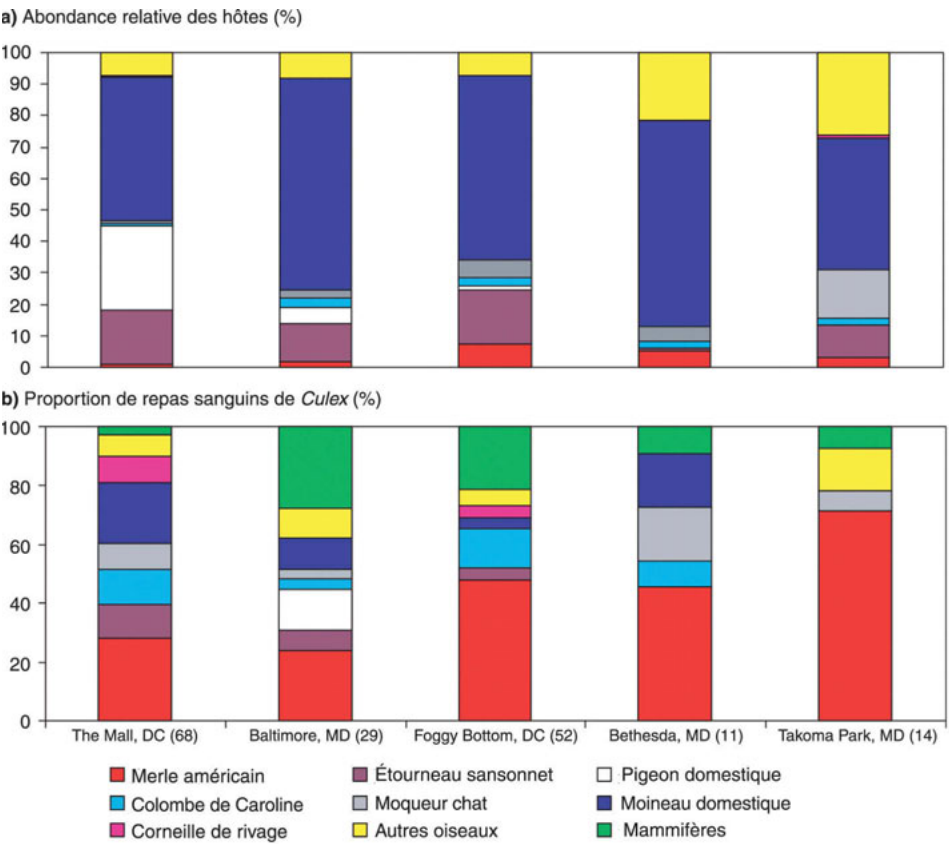 a) Abondance relative des hôtes (%)
100
90
80
70
60
50
40
30
20
10
0
b) Proportion de repas sanguins de Culex (%)
100
80
60
40
20
0
The Mall, DC (68) Baltimore, MD (29) Foggy Bottom, DC (52) Bethesda, MD (11) Takoma Park, MD (14)
Merle américain Étourneau sansonnet Pigeon domestique
Colombe de Caroline Moqueur chat Moineau domestique
Corneille de rivage Autres oiseaux Mammifères